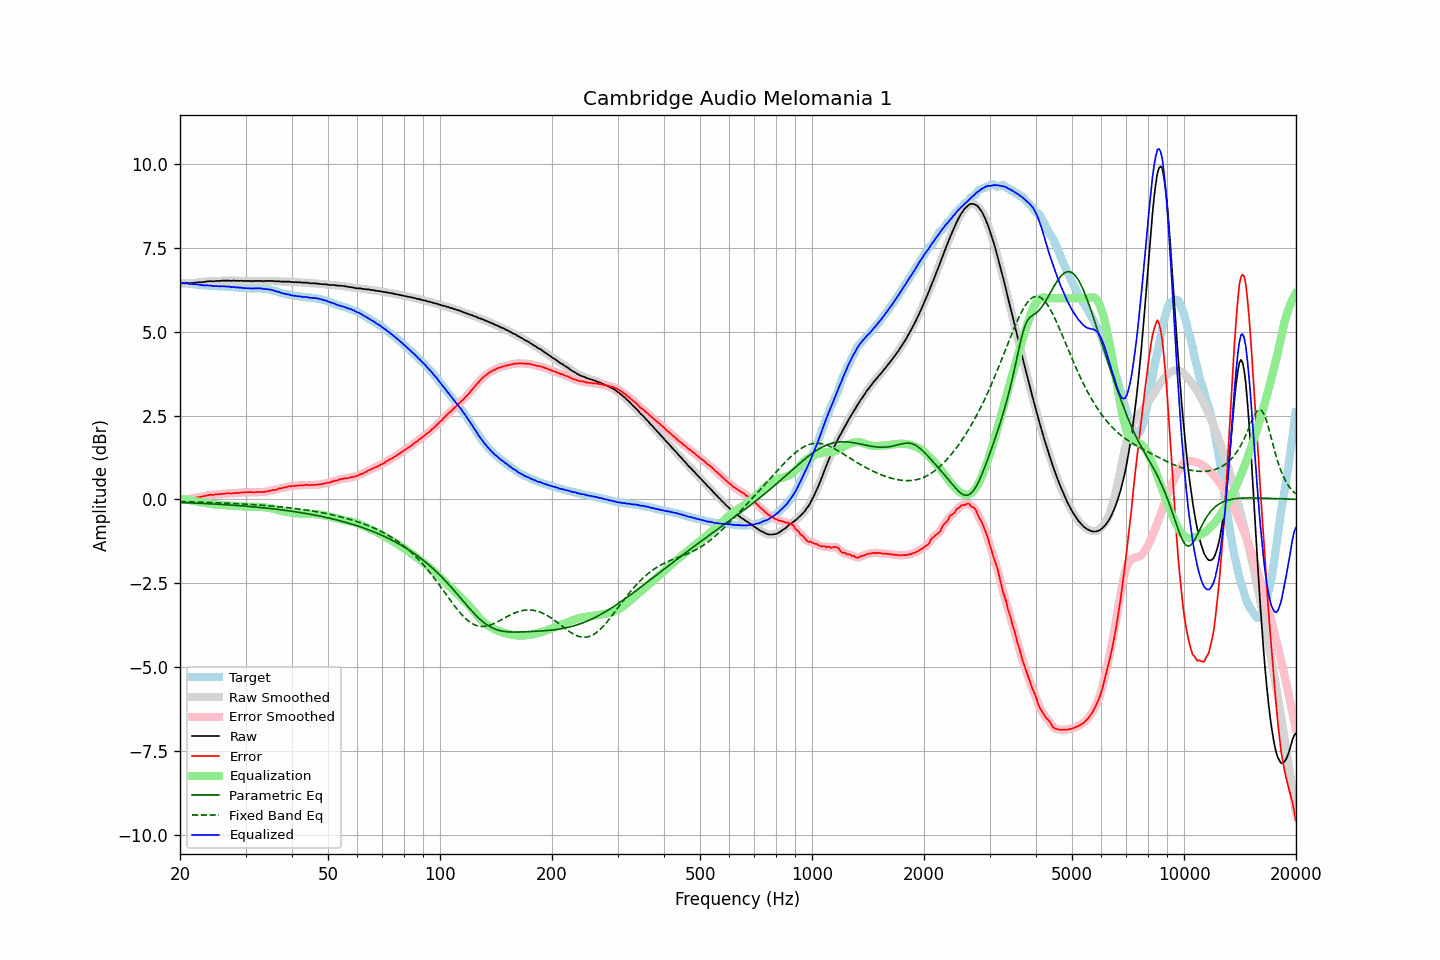 Cambridge Audio Melomania 1
Amplitude (dBr)
10.0
7.5
5.0
2.5
0.0
−2.5
−5.0
−7.5
−10.0
Target
Raw Smoothed
Error Smoothed
Raw
Error
Equalization
Parametric Eq
Fixed Band Eq
Equalized
20 50 100 200 500 1000 2000 5000 10000 20000
Frequency (Hz)